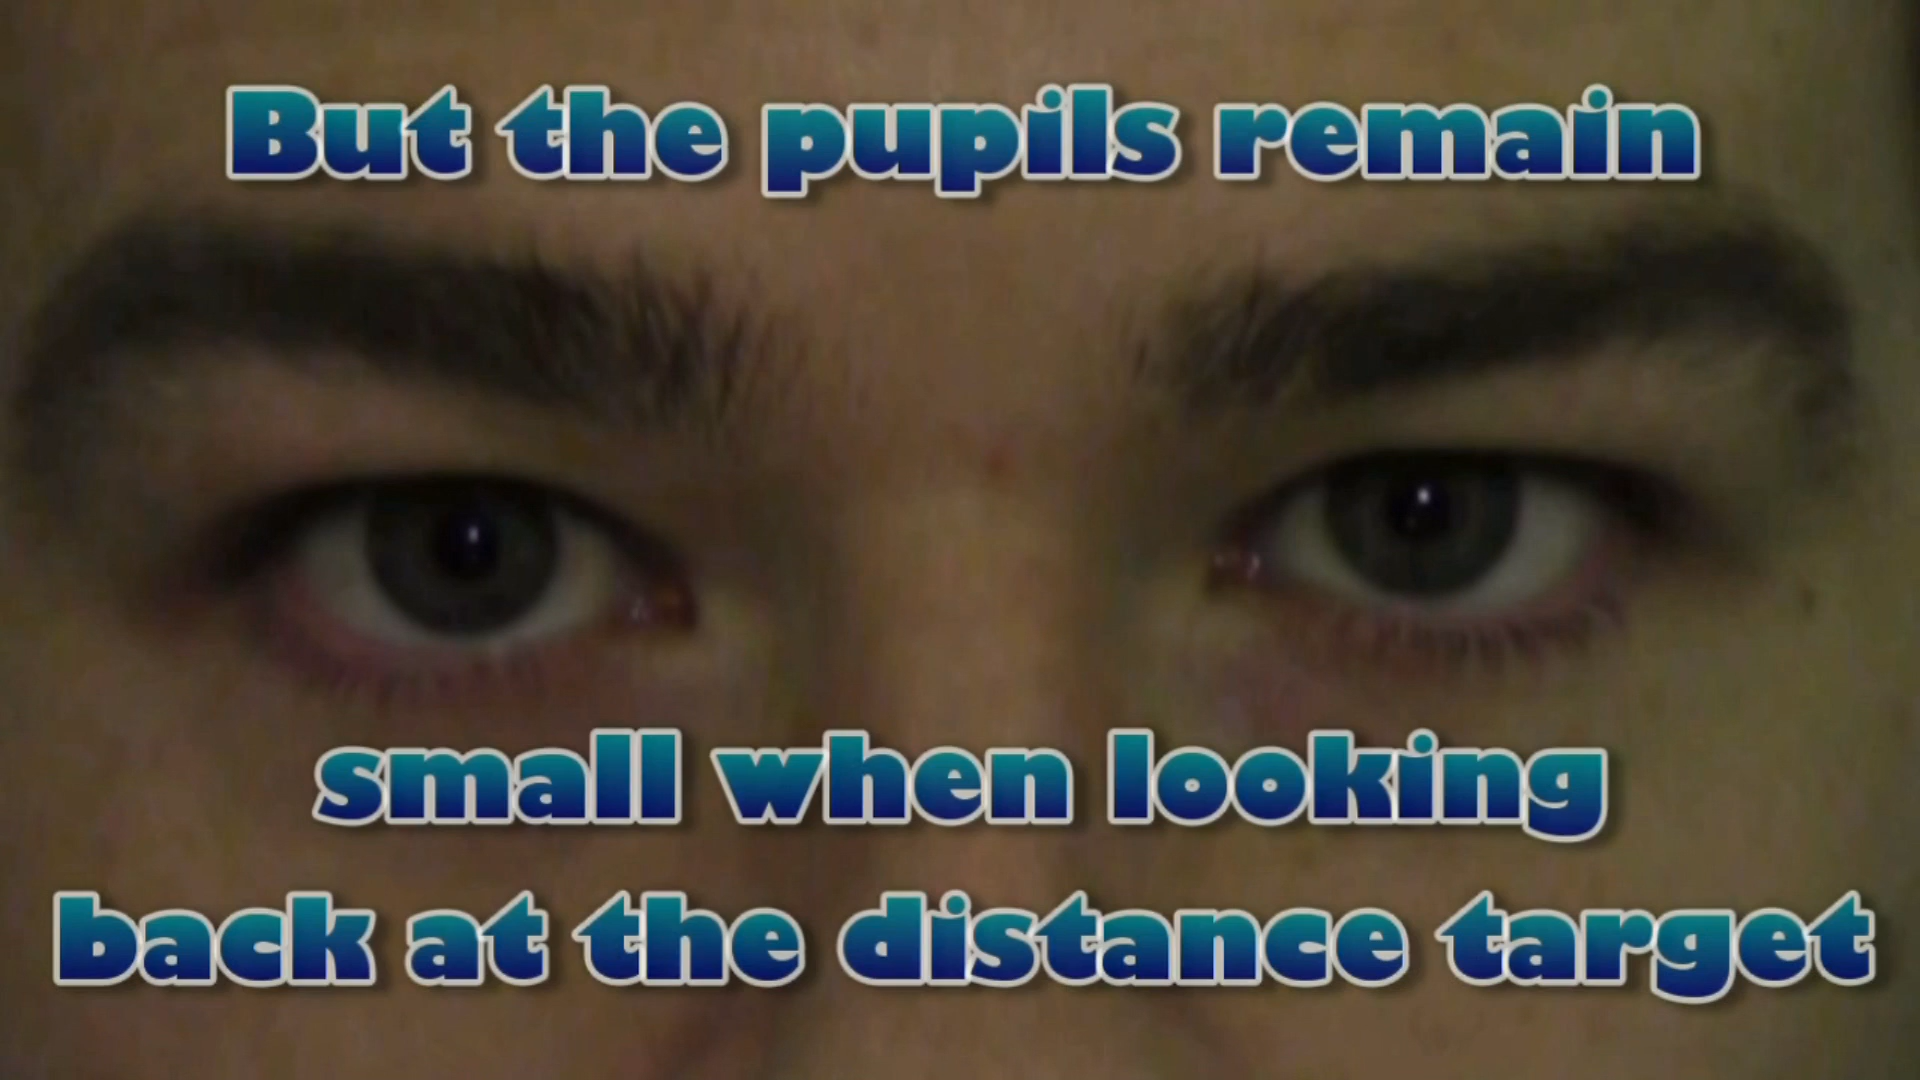 But the pupils remain
small when looking
back at the distance target